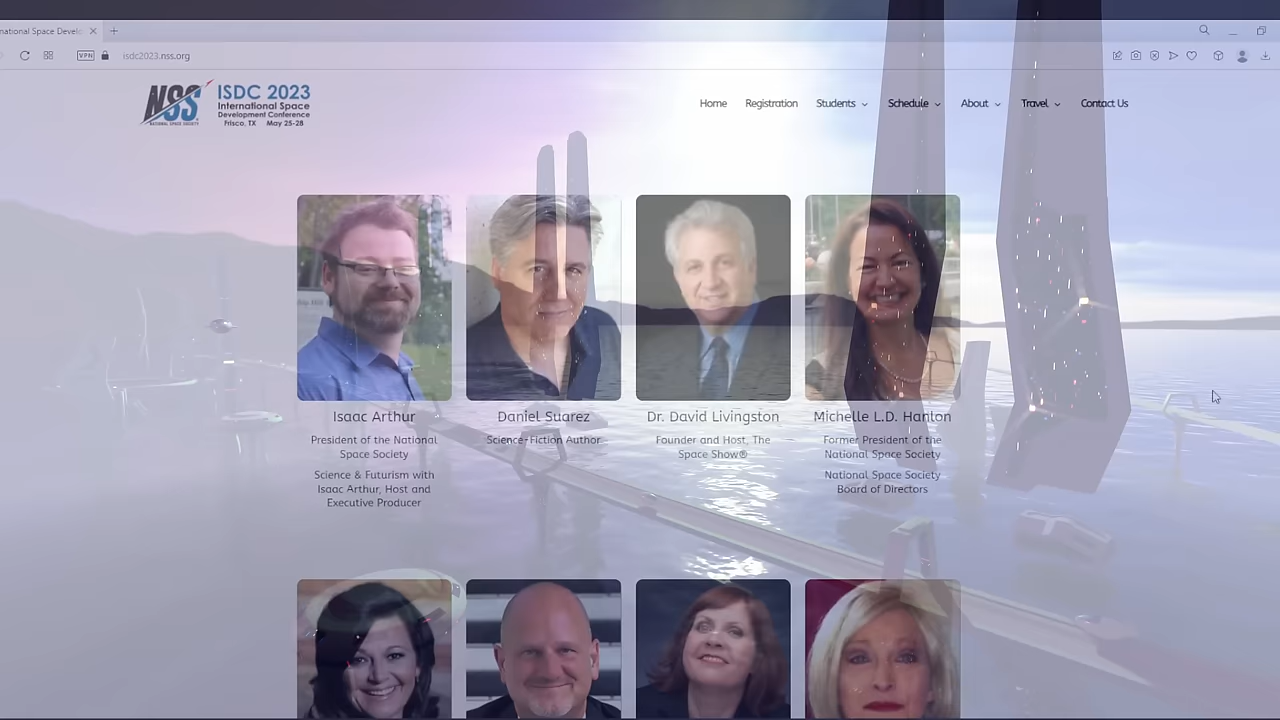 national Space Develo
VPN
isdc2023.nss.org
NSS
NATIONAL SPACE SOCIETY
ISDC 2023
International Space
Development Conference
Frisco, TX May 25-28
Home Registration Students Schedule About Travel Contact Us
Isaac Arthur
President of the National
Space Society
Science & Futurism with
Isaac Arthur, Host and
Executive Producer
Daniel Suarez
Science-Fiction Author
Dr. David Livingston
Founder and Host, The
Space Show®
Michelle L.D. Hanlon
Former President of the
National Space Society
National Space Society
Board of Directors